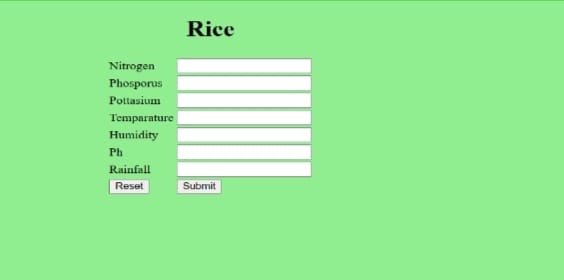 Rice
Nitrogen
Phosporus
Pottasium
Temparature
Humidity
Ph
Rainfall
Reset Submit